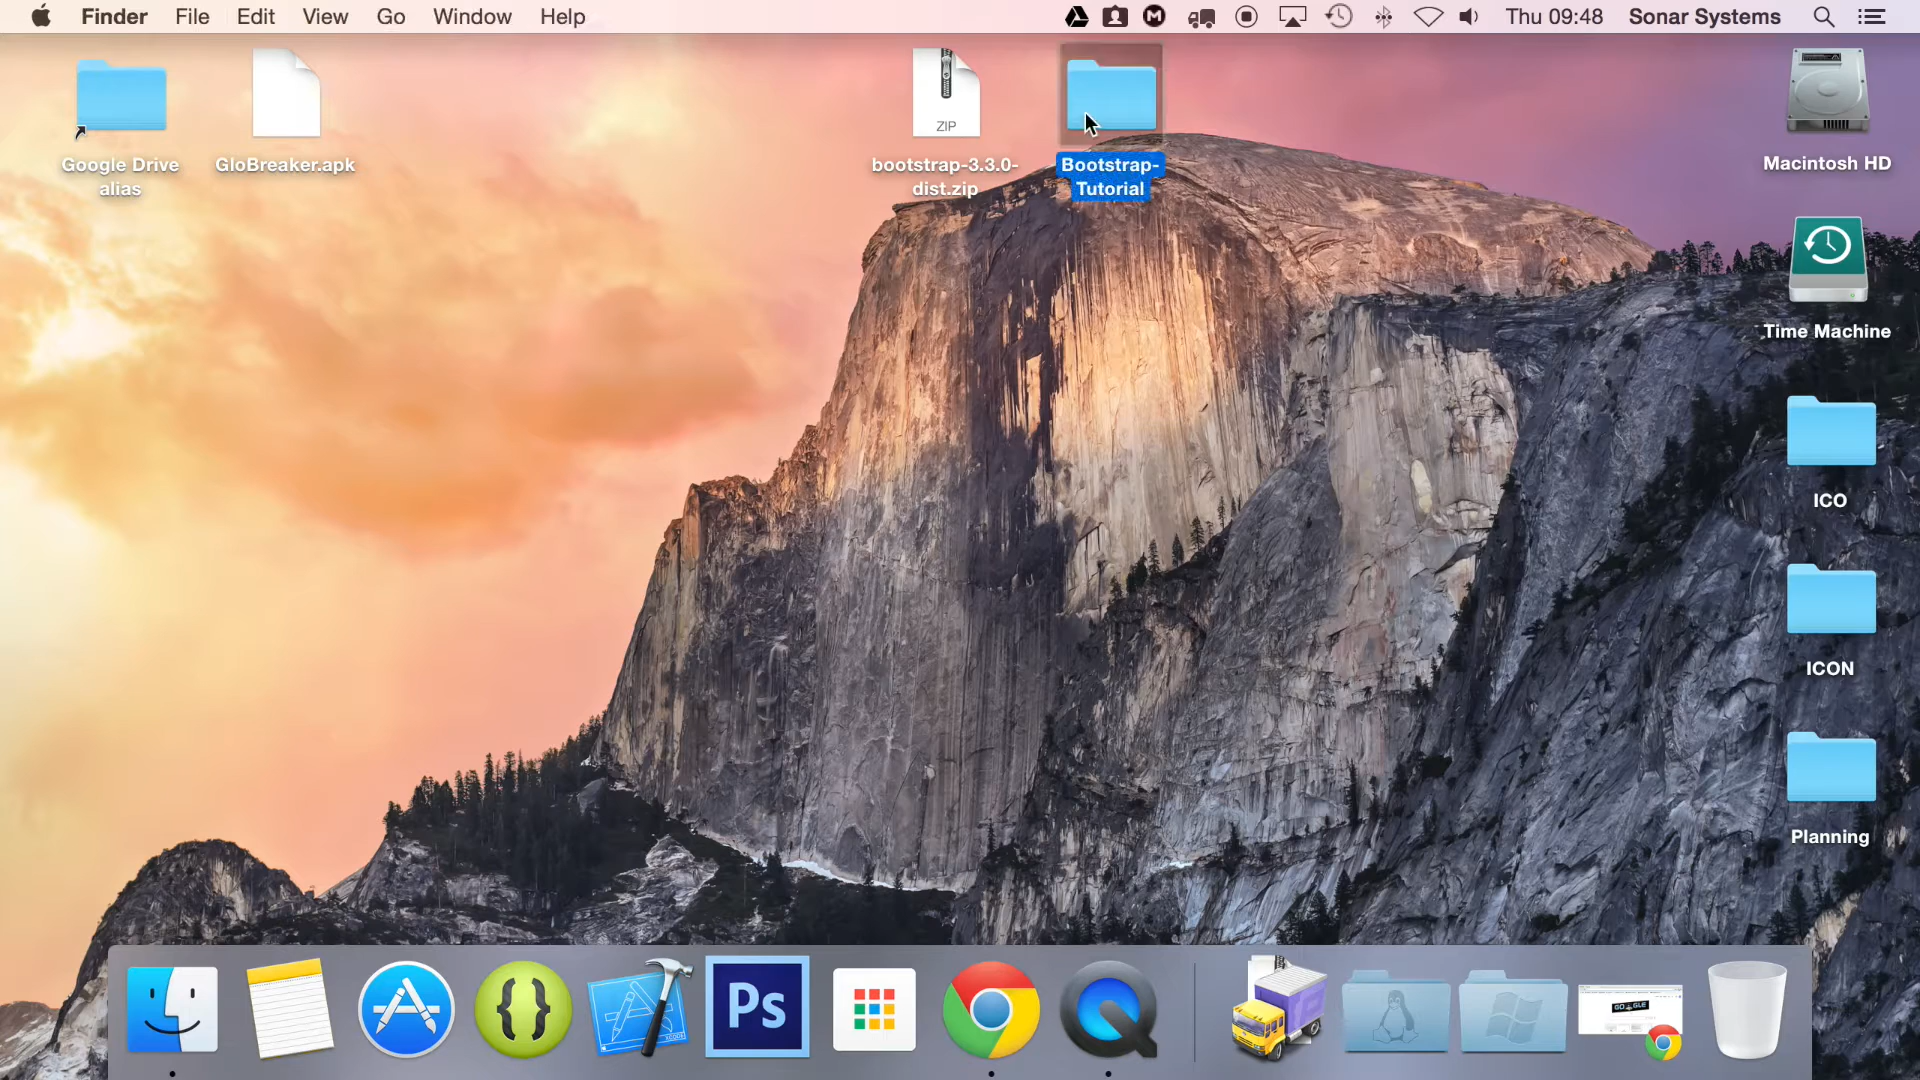 Finder File Edit View Go Window Help Thu 09:48 Sonar Systems
Google Drive
alias
GloBreaker.apk
ZIP
bootstrap-3.3.0-
dist.zip
Bootstrap-
Tutorial
Macintosh HD
Time Machine
ICO
ICON
Planning
Ps